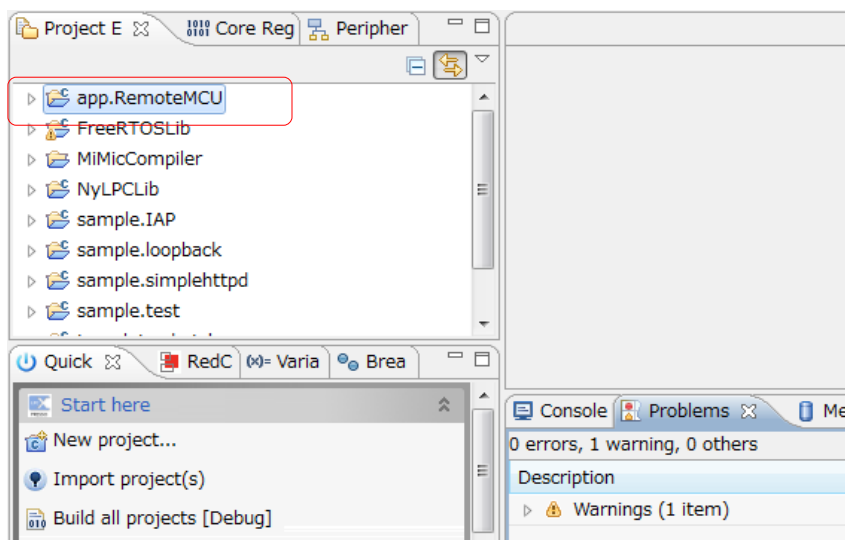 Project E
Core Reg
Peripher
app.RemoteMCU
FreeRTOSLib
MiMicCompiler
NyLPCLib
sample.IAP
sample.loopback
sample.simplehttpd
sample.test
Quick
RedC
(x)= Varia
Brea
Start here
New project...
Import project(s)
Build all projects [Debug]
Console
Problems
Me
0 errors, 1 warning, 0 others
Description
Warnings (1 item)